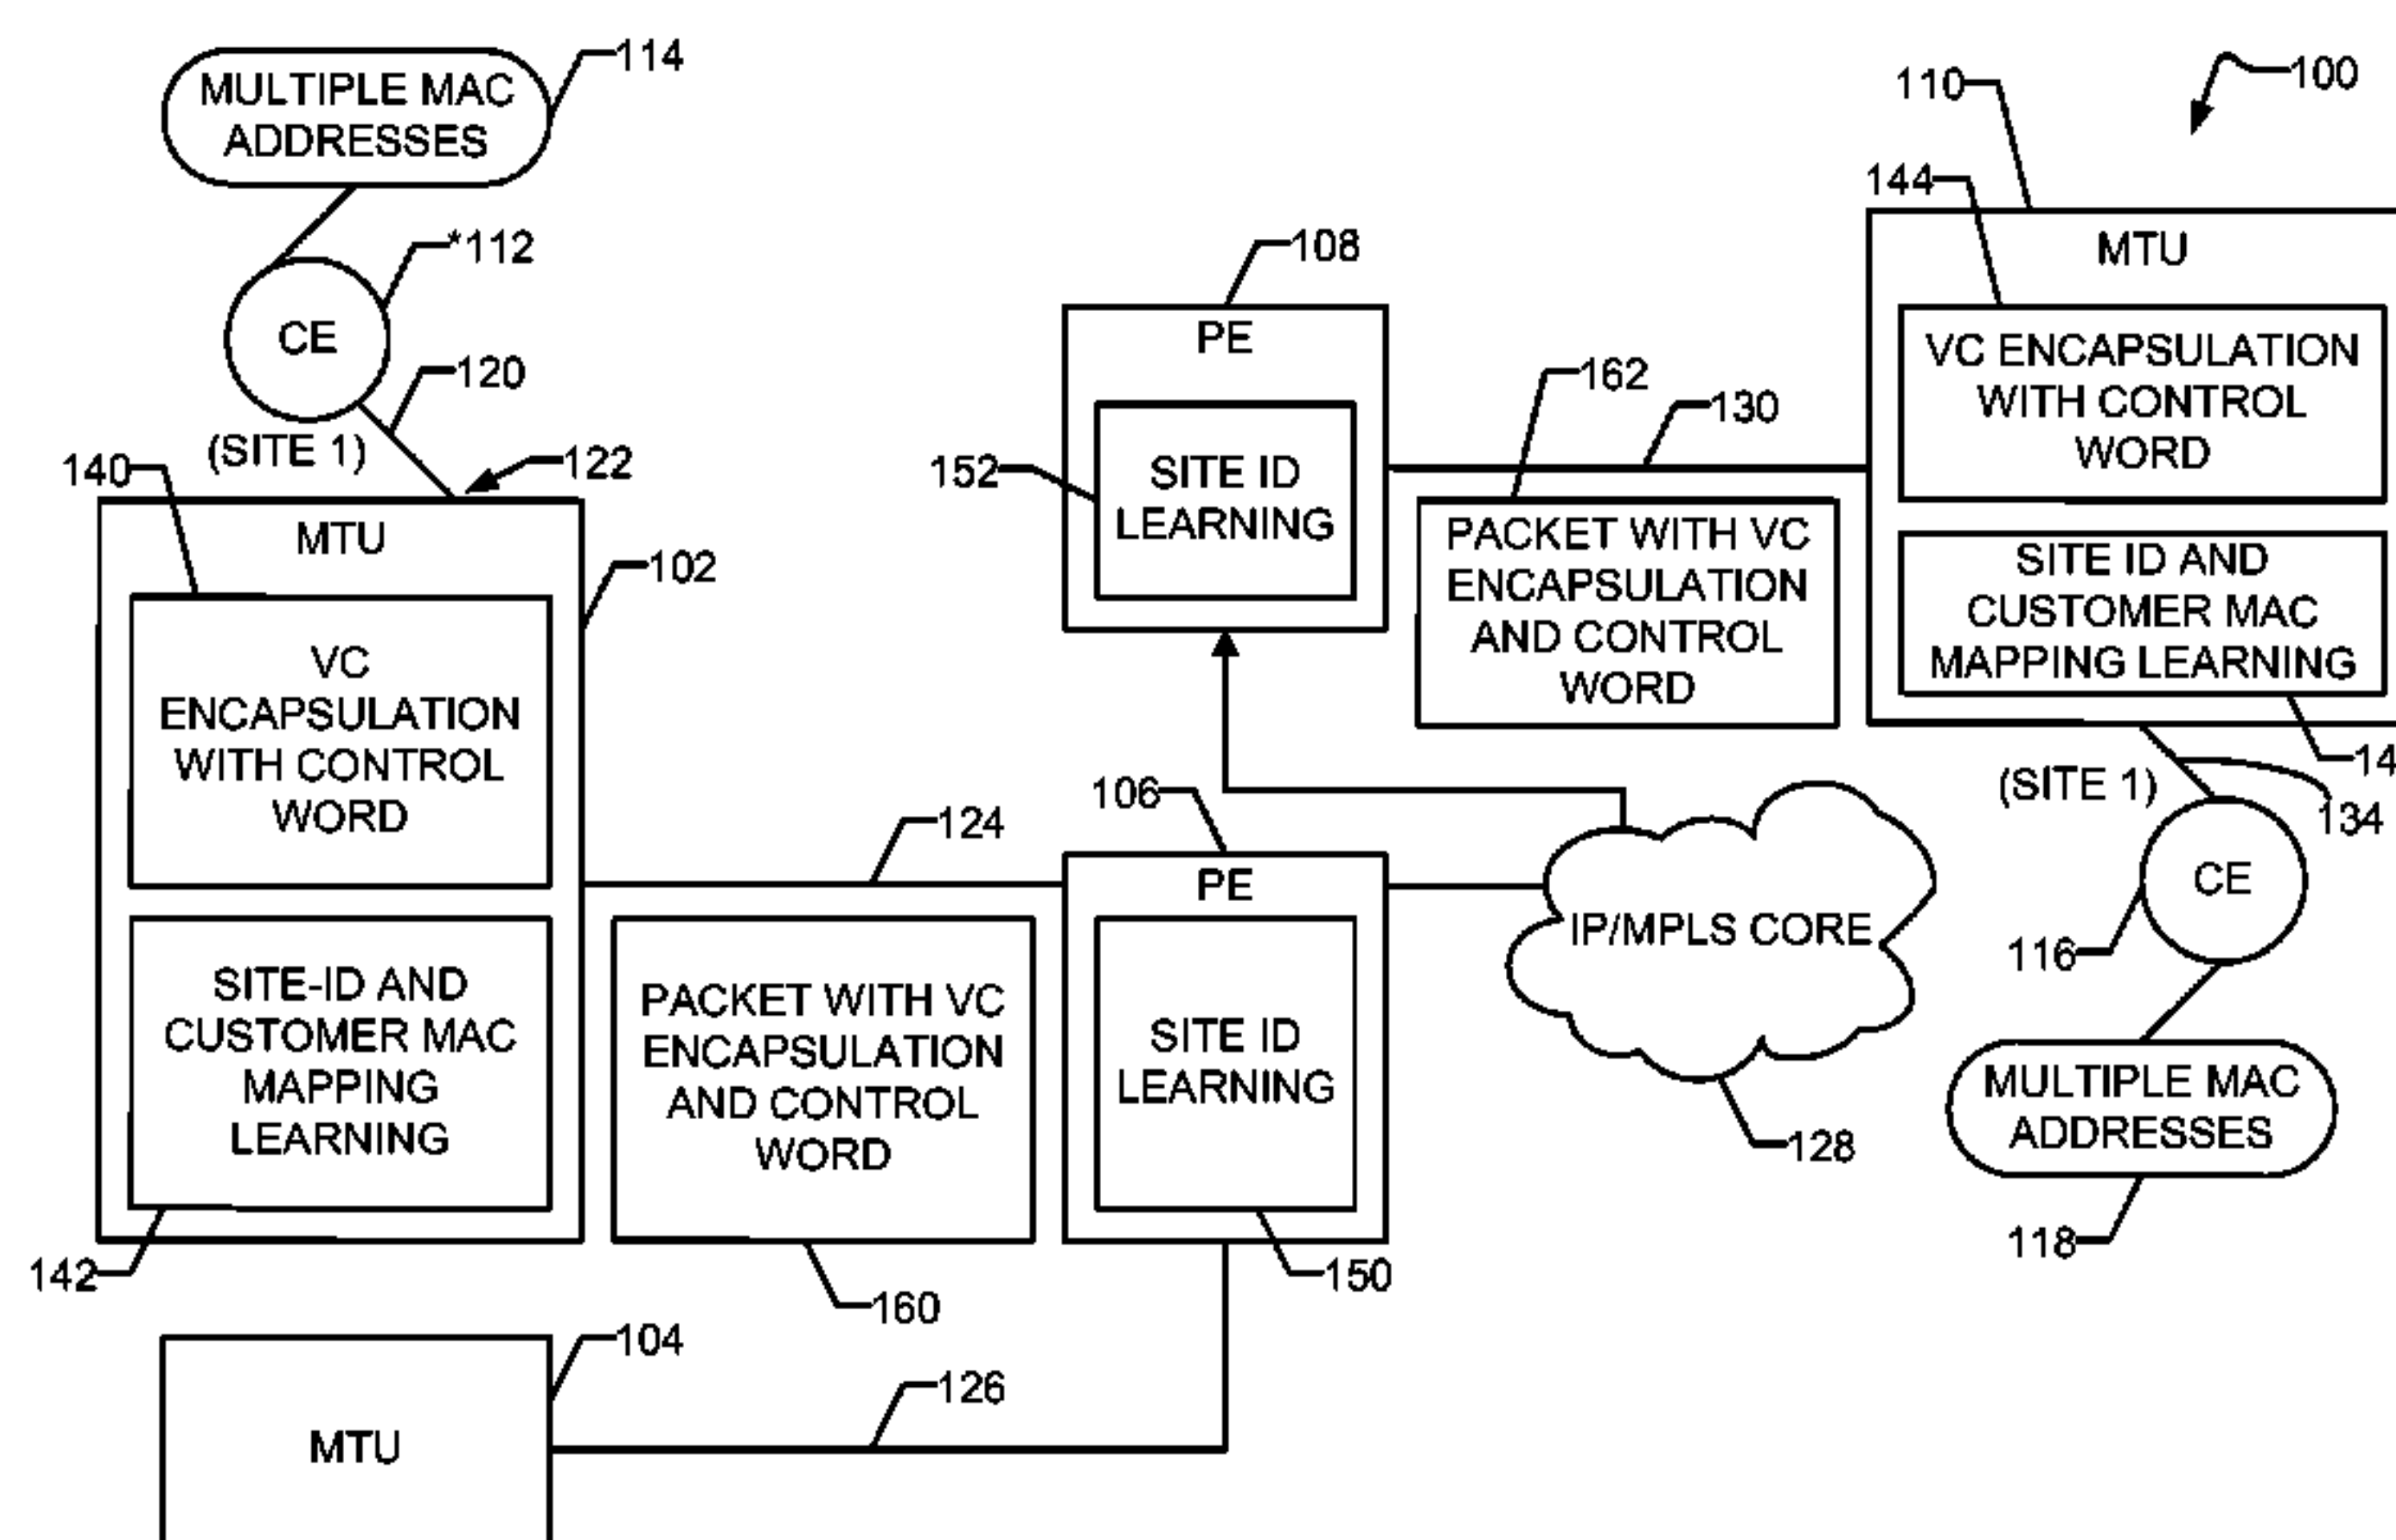 MULTIPLE MAC
ADDRESSES
114
*112
CE
120
(SITE 1)
122
140
MTU
102
VC
ENCAPSULATION
WITH CONTROL
WORD
SITE-ID AND
CUSTOMER MAC
MAPPING
LEARNING
142
124
PACKET WITH VC
ENCAPSULATION
AND CONTROL
WORD
160
104
MTU
126
108
PE
152
SITE ID
LEARNING
162
130
PACKET WITH VC
ENCAPSULATION
AND CONTROL
WORD
106
PE
SITE ID
LEARNING
150
IP/MPLS CORE
128
100
110
144
MTU
VC ENCAPSULATION
WITH CONTROL
WORD
SITE ID AND
CUSTOMER MAC
MAPPING LEARNING
14
(SITE 1)
134
CE
116
MULTIPLE MAC
ADDRESSES
118